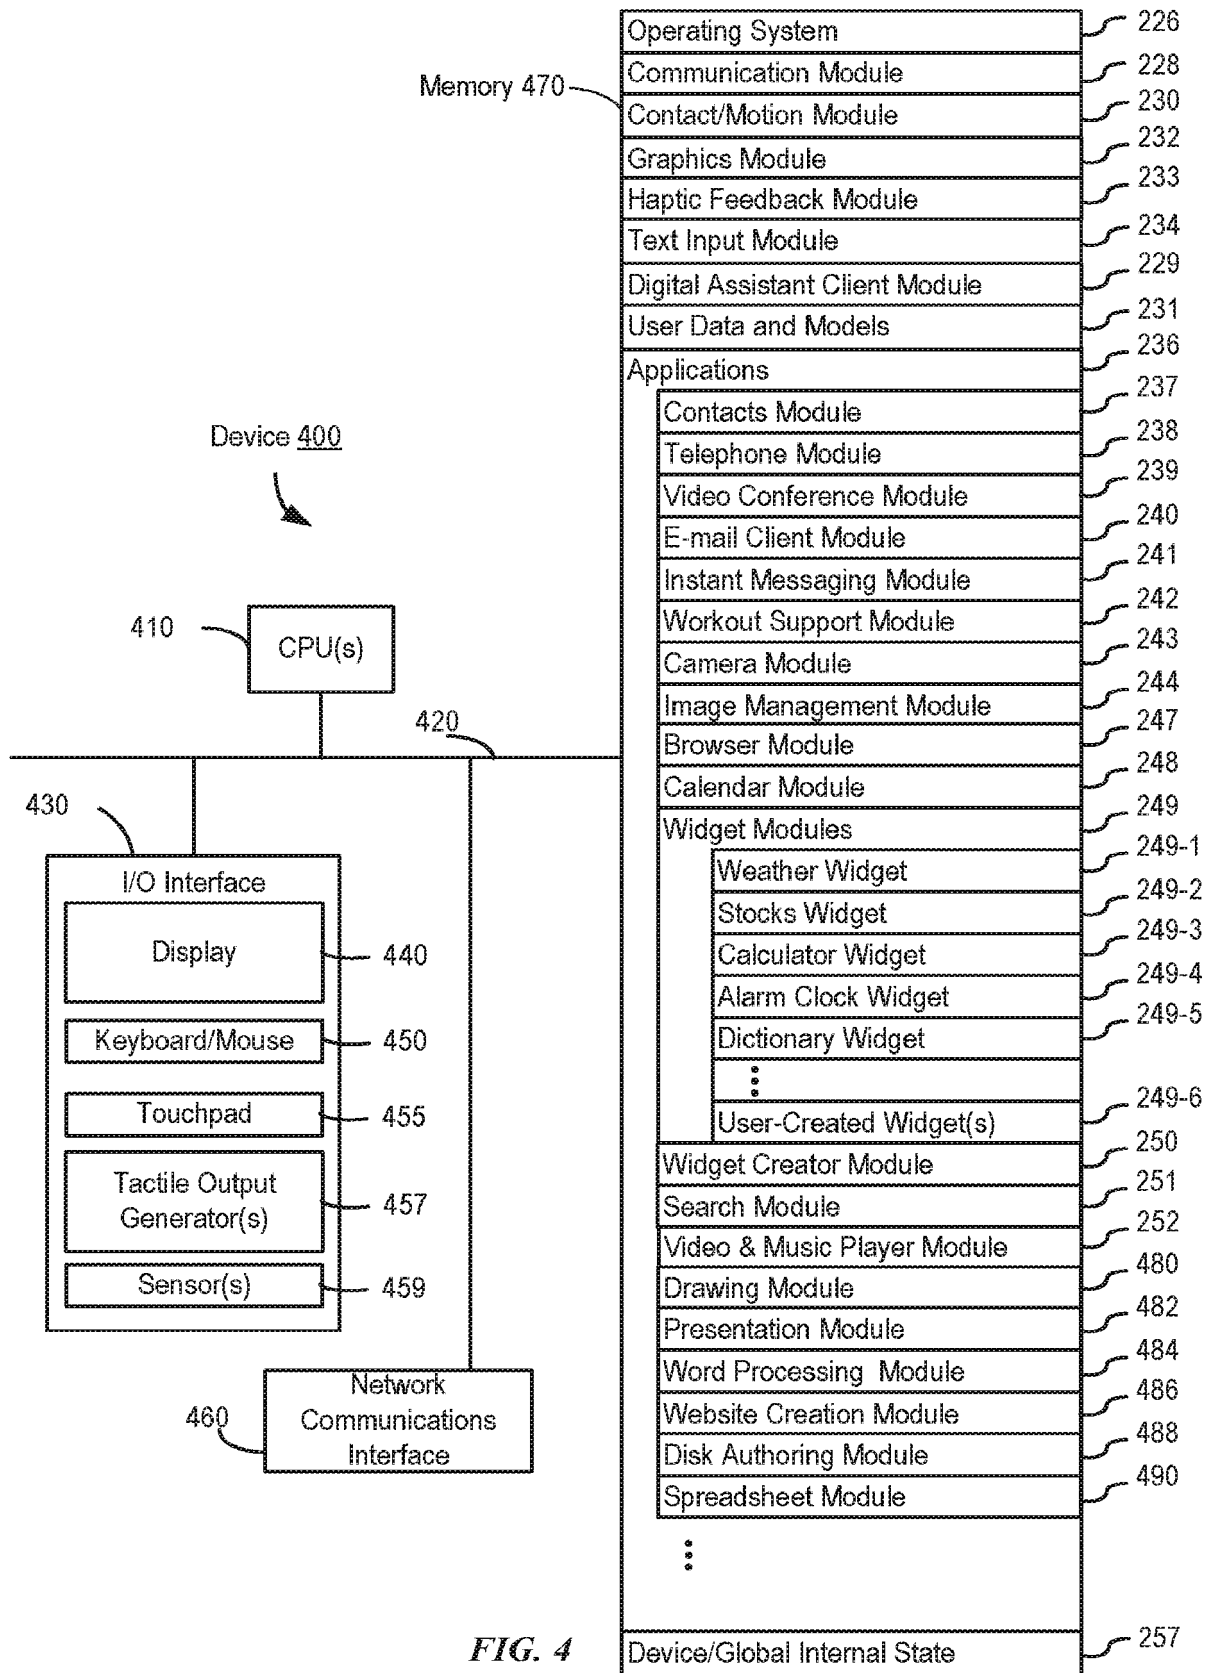 Device 400
410
CPU(s)
420
430
I/O Interface
Display
440
Keyboard/Mouse
450
Touchpad
455
Tactile Output
Generator(s)
457
Sensor(s)
459
460
Network
Communications
Interface
Memory 470
Operating System 226
Communication Module 228
Contact/Motion Module 230
Graphics Module 232
Haptic Feedback Module 233
Text Input Module 234
Digital Assistant Client Module 229
User Data and Models 231
Applications 236
Contacts Module 237
Telephone Module 238
Video Conference Module 239
E-mail Client Module 240
Instant Messaging Module 241
Workout Support Module 242
Camera Module 243
Image Management Module 244
Browser Module 247
Calendar Module 248
Widget Modules 249
Weather Widget 249-1
Stocks Widget 249-2
Calculator Widget 249-3
Alarm Clock Widget 249-4
Dictionary Widget 249-5
User-Created Widget(s) 249-6
Widget Creator Module 250
Search Module 251
Video & Music Player Module 252
Drawing Module 480
Presentation Module 482
Word Processing Module 484
Website Creation Module 486
Disk Authoring Module 488
Spreadsheet Module 490
Device/Global Internal State 257
FIG. 4